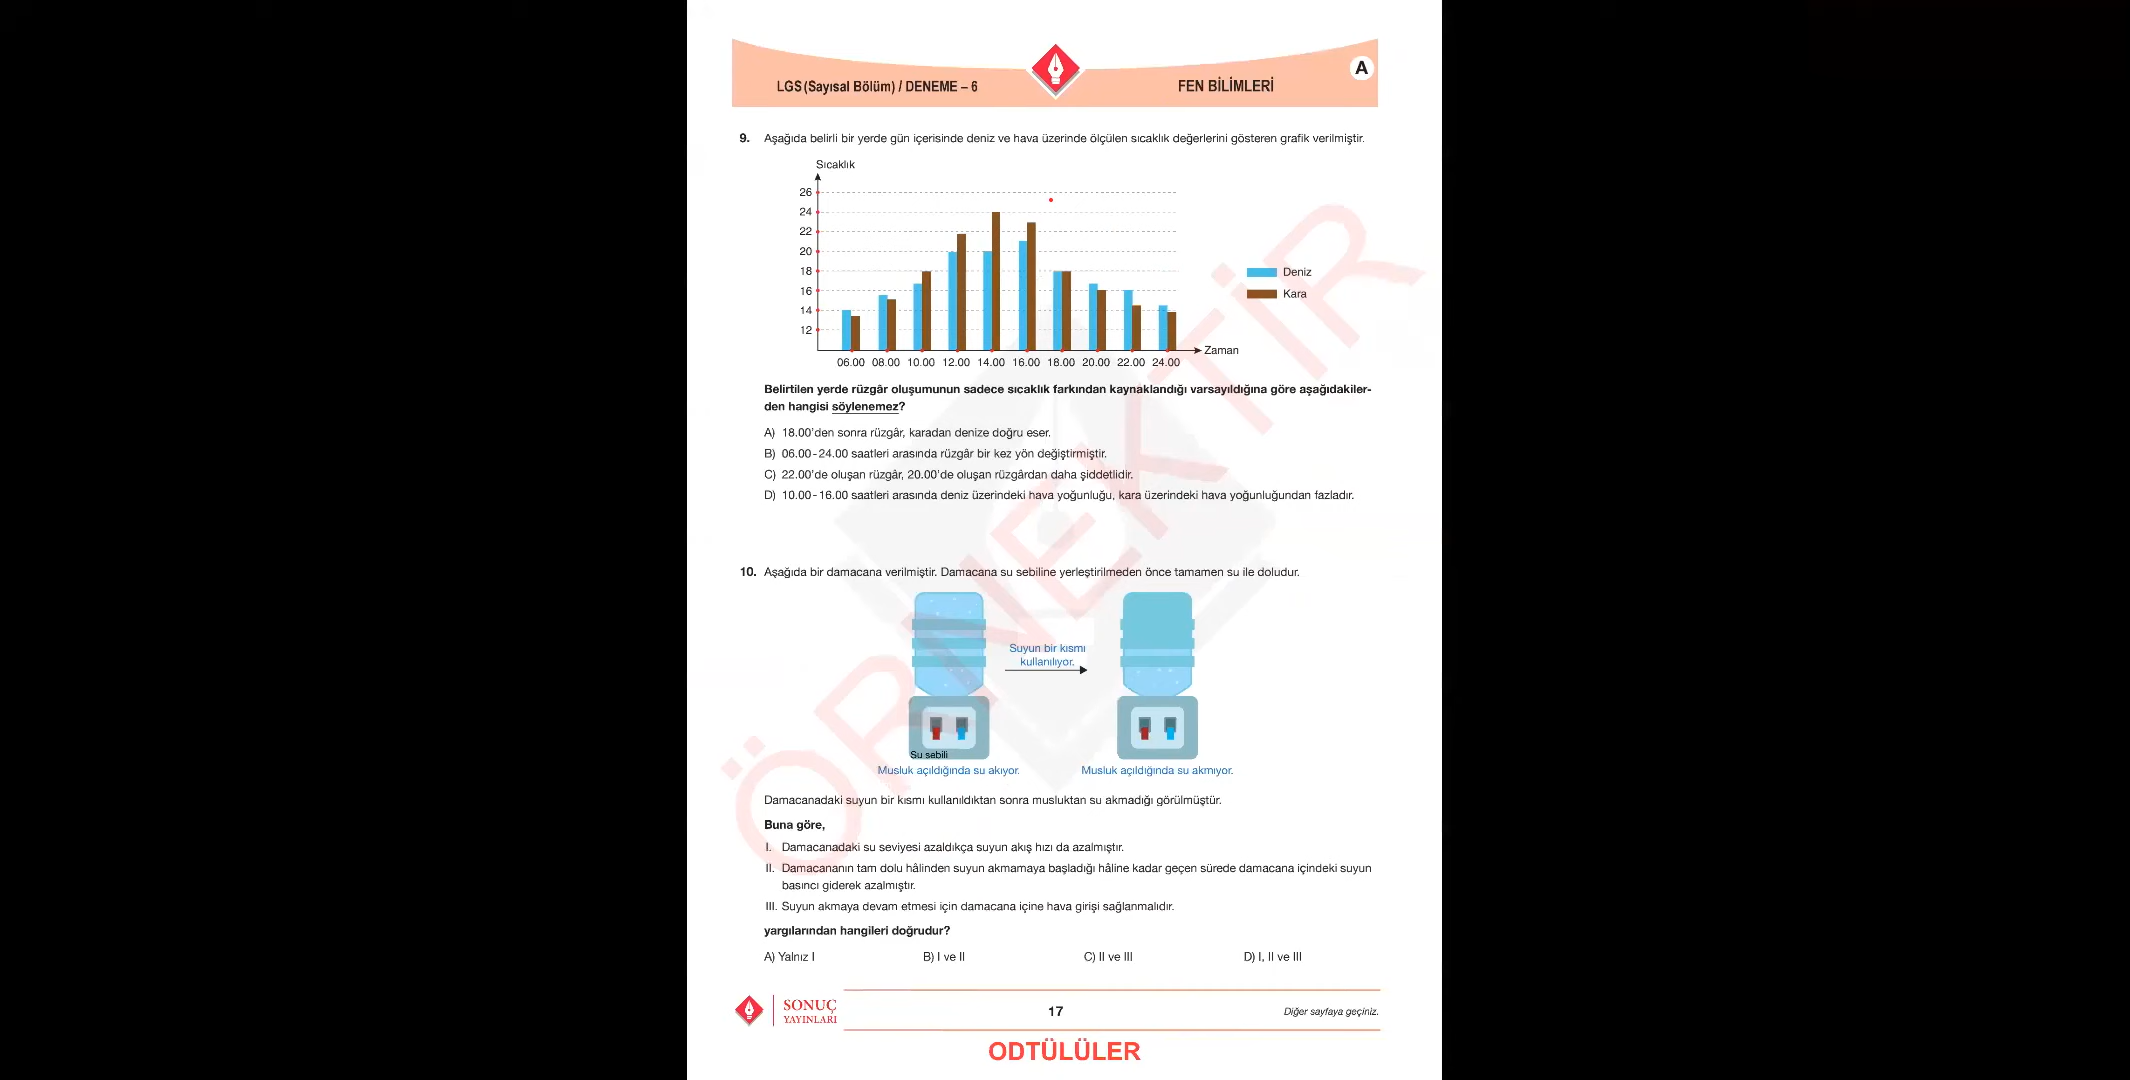 LGS (Sayısal Bölüm) / DENEME – 6
FEN BİLİMLERİ
A
9. Aşağıda belirli bir yerde gün içerisinde deniz ve hava üzerinde ölçülen sıcaklık değerlerini gösteren grafik verilmiştir.
Sıcaklık
26
24
22
20
18
16
14
12
Deniz
Kara
Zaman
06.00 08.00 10.00 12.00 14.00 16.00 18.00 20.00 22.00 24.00
Belirtilen yerde rüzgâr oluşumunun sadece sıcaklık farkından kaynaklandığı varsayıldığına göre aşağıdakiler-
den hangisi söylenemez?
A) 18.00'den sonra rüzgâr, karadan denize doğru eser.
B) 06.00 - 24.00 saatleri arasında rüzgâr bir kez yön değiştirmiştir.
C) 22.00'de oluşan rüzgâr, 20.00'de oluşan rüzgârdan daha şiddetlidir.
D) 10.00 - 16.00 saatleri arasında deniz üzerindeki hava yoğunluğu, kara üzerindeki hava yoğunluğundan fazladır.
10. Aşağıda bir damacana verilmiştir. Damacana su sebiline yerleştirilmeden önce tamamen su ile doludur.
Suyun bir kısmı
kullanılıyor.
Su sebili
Musluk açıldığında su akıyor.
Musluk açıldığında su akmıyor.
Damacanadaki suyun bir kısmı kullanıldıktan sonra musluktan su akmadığı görülmüştür.
Buna göre,
I. Damacanadaki su seviyesi azaldıkça suyun akış hızı da azalmıştır.
II. Damacananın tam dolu hâlinden suyun akmamaya başladığı hâline kadar geçen sürede damacana içindeki suyun
basıncı giderek azalmıştır.
III. Suyun akmaya devam etmesi için damacana içine hava girişi sağlanmalıdır.
yargılarından hangileri doğrudur?
A) Yalnız I
B) I ve II
C) II ve III
D) I, II ve III
ÖRNEKTİR
SONUÇ
YAYINLARI
17
Diğer sayfaya geçiniz.
ODTÜLÜLER